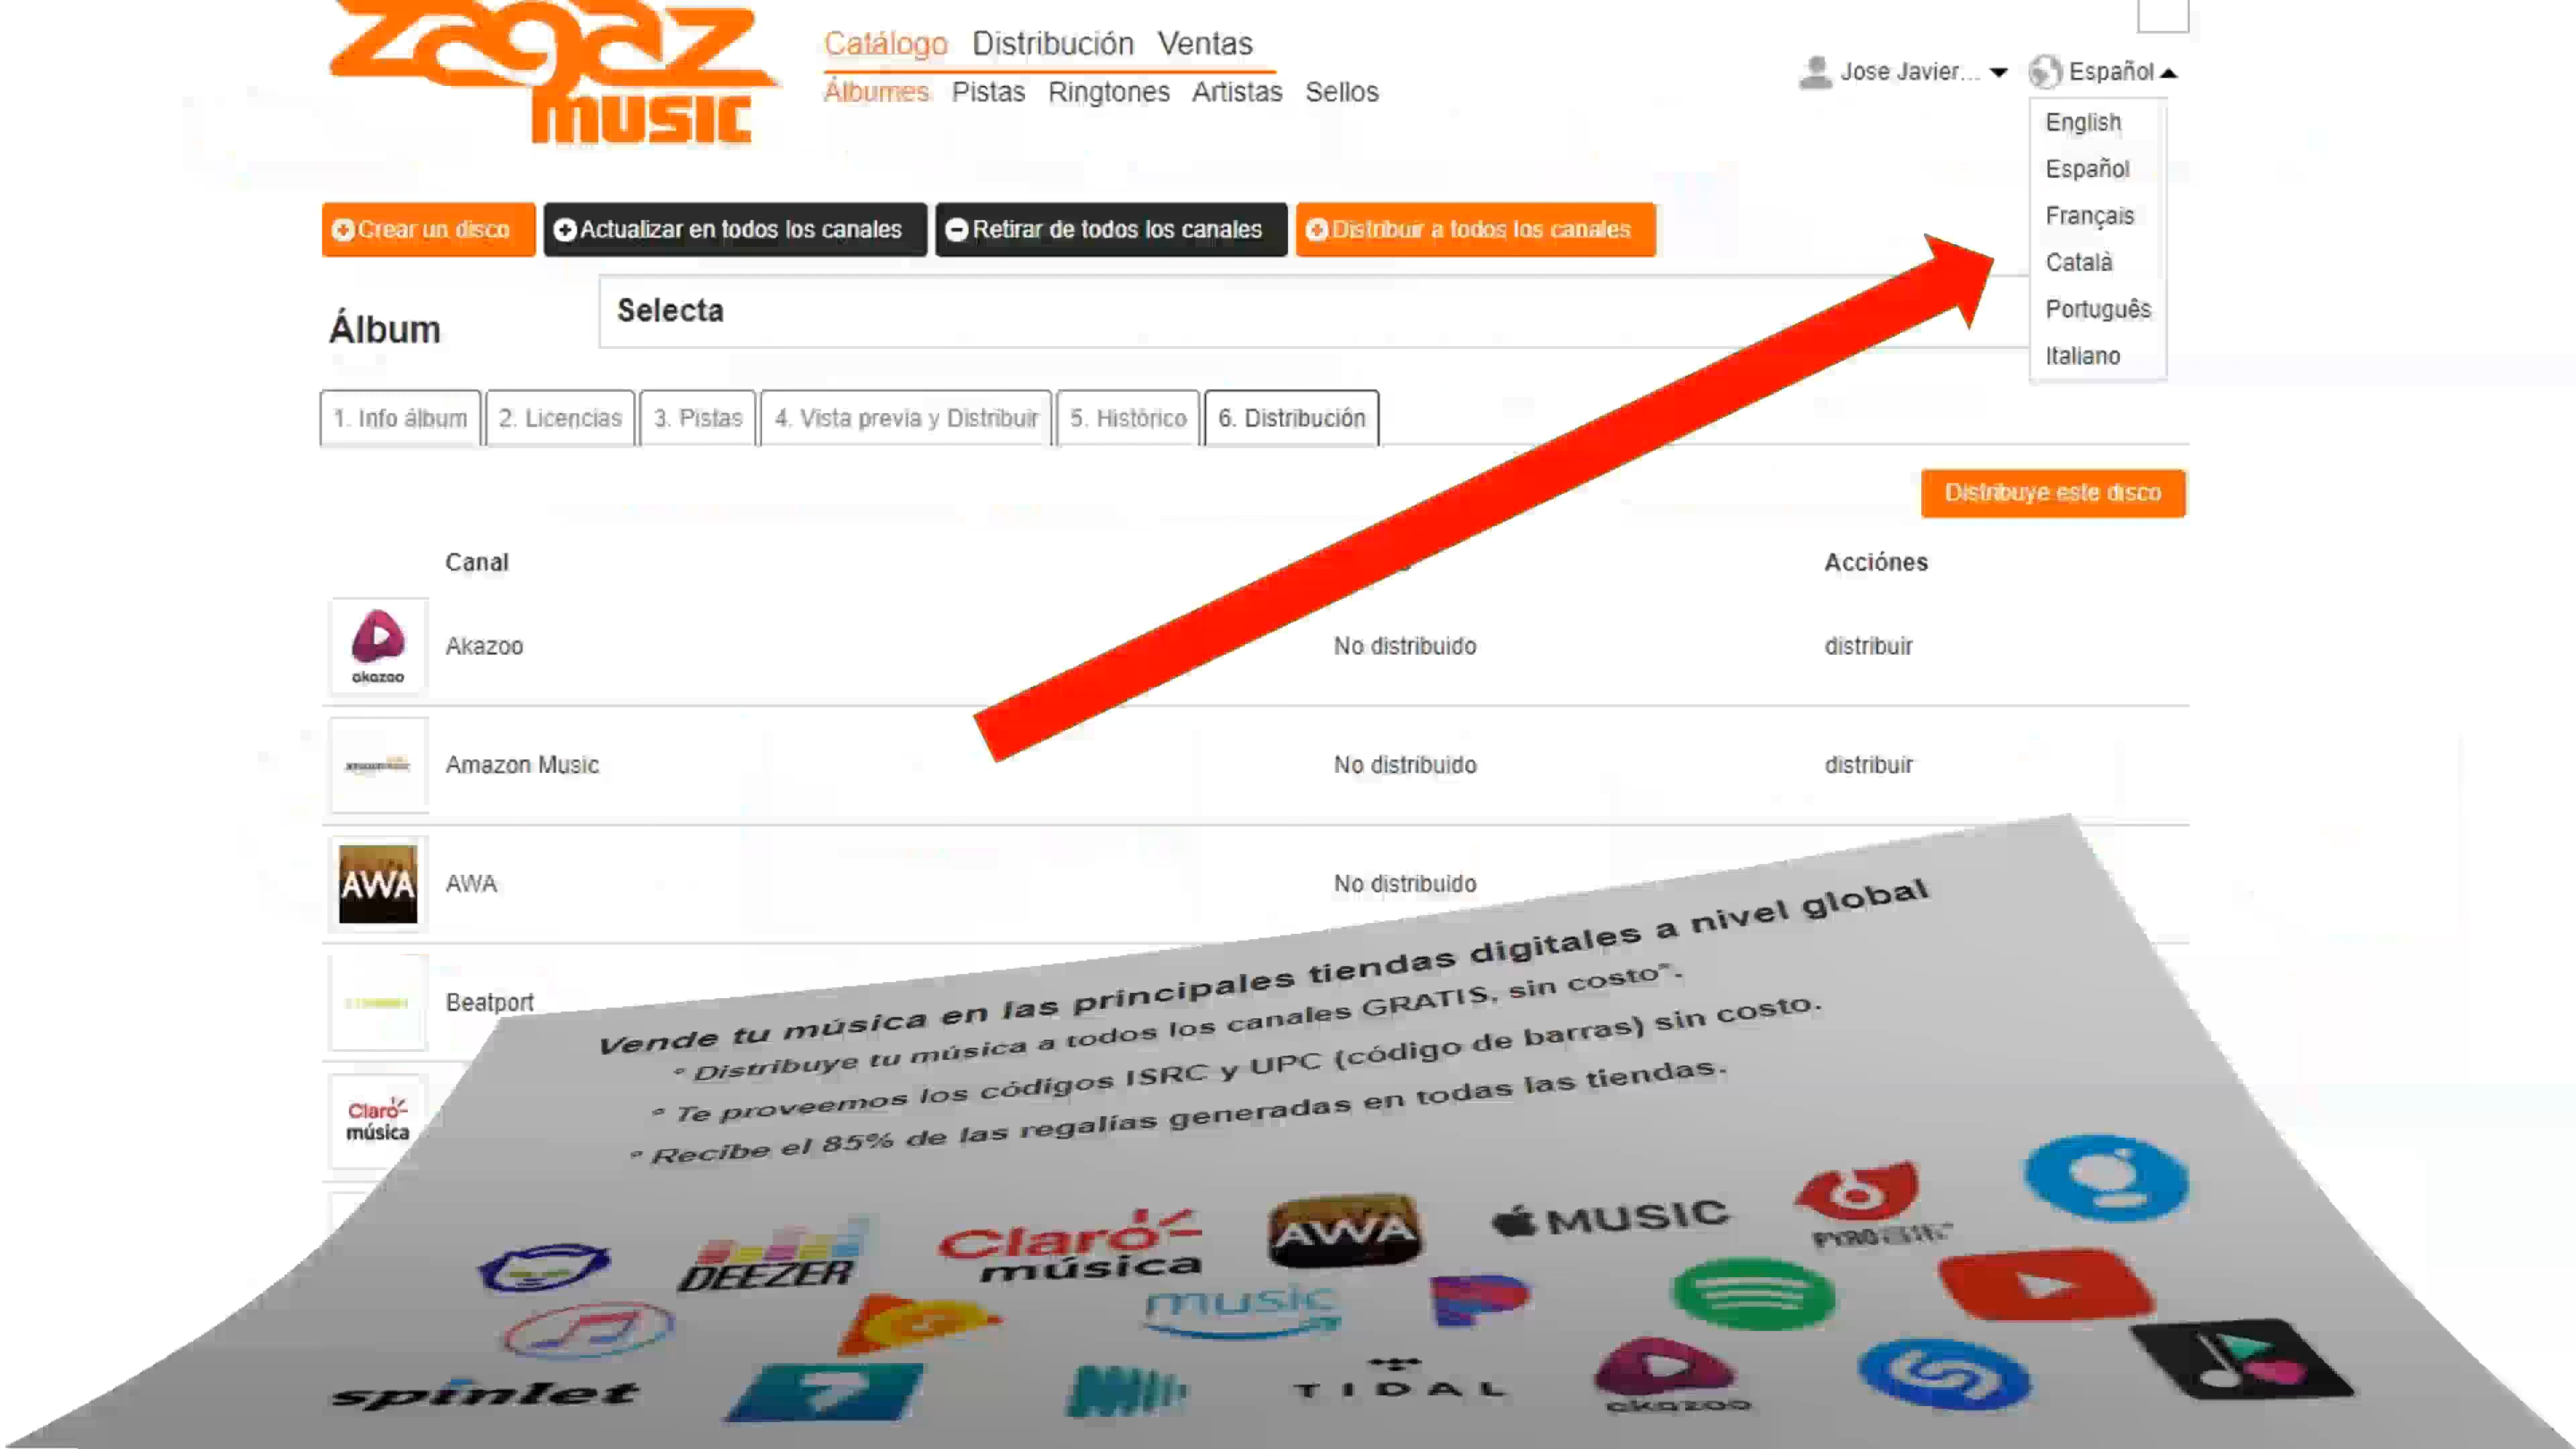 zagaz
music
Catálogo Distribución Ventas
Álbumes Pistas Ringtones Artistas Sellos
Jose Javier... Español
English
Español
Français
Català
Português
Italiano
Crear un disco Actualizar en todos los canales Retirar de todos los canales Distribuir a todos los canales
Álbum Selecta
1. Info álbum 2. Licencias 3. Pistas 4. Vista previa y Distribuir 5. Histórico 6. Distribución
Distribuye este disco
Canal Acciónes
akazoo Akazoo No distribuido distribuir
Amazon Music No distribuido distribuir
AWA AWA No distribuido
Beatport
Claro
música
Vende tu música en las principales tiendas digitales a nivel global
° Distribuye tu música a todos los canales GRATIS, sin costo*.
° Te proveemos los códigos ISRC y UPC (código de barras) sin costo.
° Recibe el 85% de las regalías generadas en todas las tiendas.
DEEZER Claro música AWA MUSIC
music
spinlet TIDAL akazoo